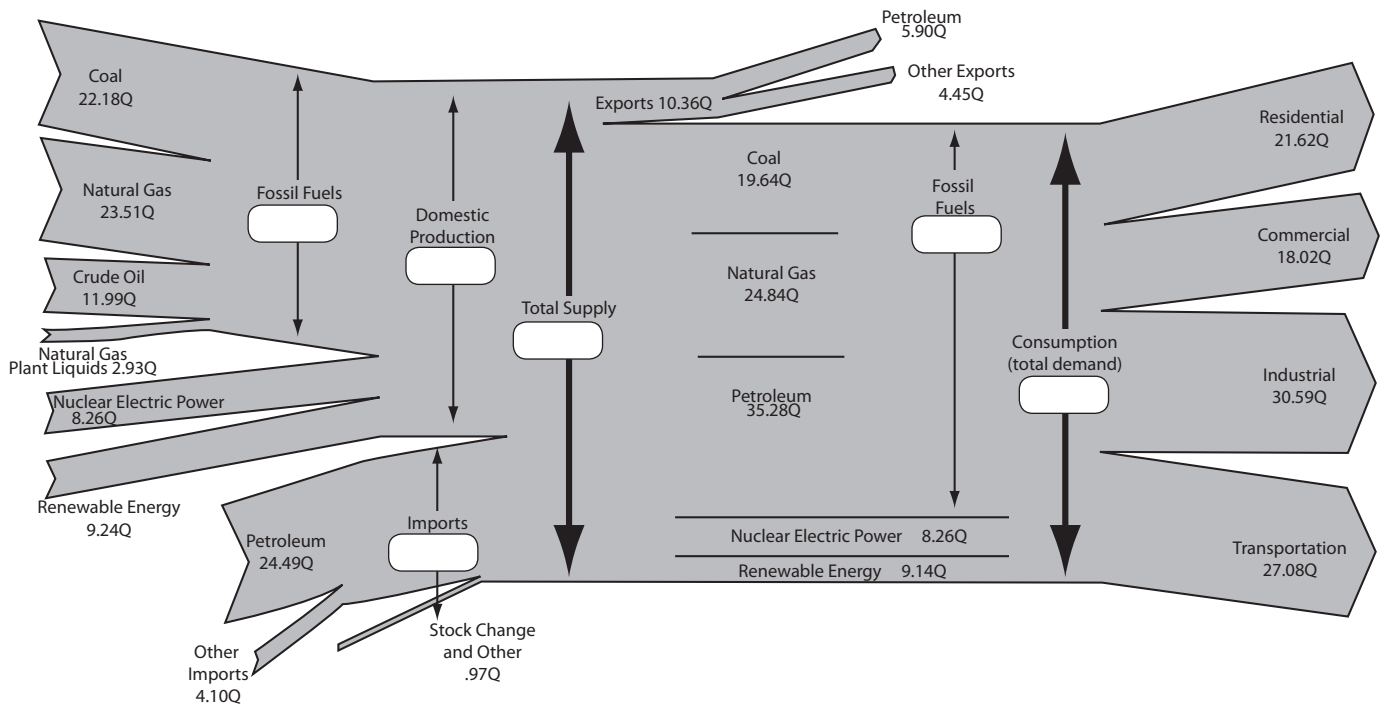 Coal
22.18Q
Natural Gas
23.51Q
Crude Oil
11.99Q
Natural Gas
Plant Liquids 2.93Q
Nuclear Electric Power
8.26Q
Renewable Energy
9.24Q
Petroleum
24.49Q
Other
Imports
4.10Q
Stock Change
and Other
.97Q
Fossil Fuels
Domestic
Production
Imports
Total Supply
Petroleum
5.90Q
Other Exports
4.45Q
Exports 10.36Q
Coal
19.64Q
Natural Gas
24.84Q
Petroleum
35.28Q
Nuclear Electric Power 8.26Q
Renewable Energy 9.14Q
Fossil
Fuels
Consumption
(total demand)
Residential
21.62Q
Commercial
18.02Q
Industrial
30.59Q
Transportation
27.08Q